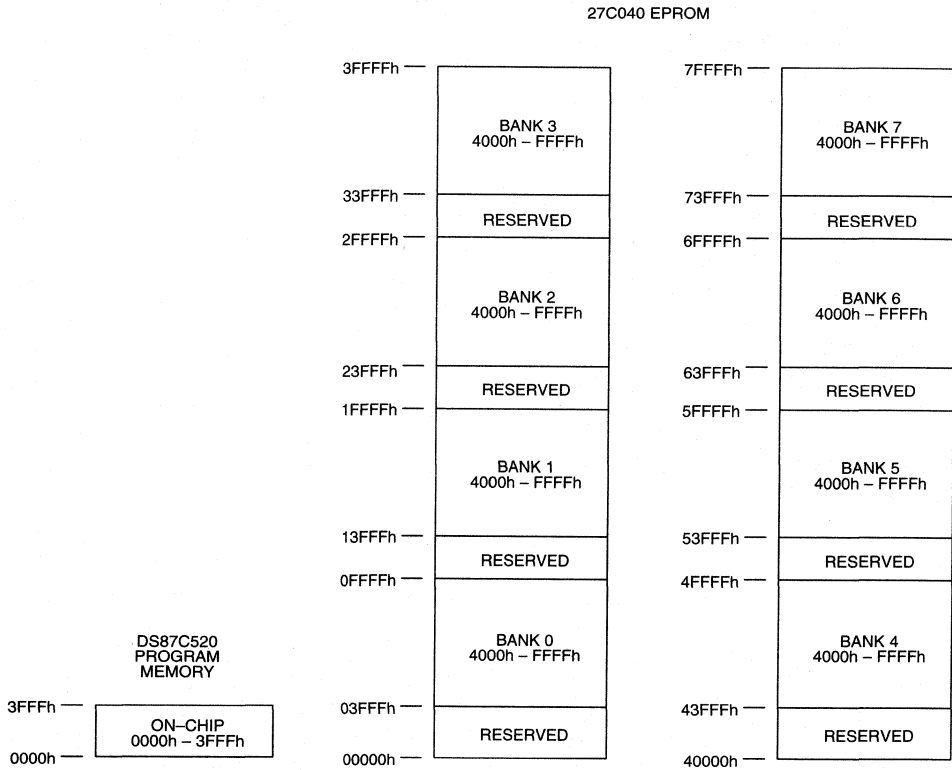 27C040 EPROM
3FFFFh
7FFFFh
BANK 3
4000h – FFFFh
BANK 7
4000h – FFFFh
33FFFh
73FFFh
RESERVED
RESERVED
2FFFFh
6FFFFh
BANK 2
4000h – FFFFh
BANK 6
4000h – FFFFh
23FFFh
63FFFh
RESERVED
RESERVED
1FFFFh
5FFFFh
BANK 1
4000h – FFFFh
BANK 5
4000h – FFFFh
13FFFh
53FFFh
RESERVED
RESERVED
0FFFFh
4FFFFh
DS87C520
PROGRAM
MEMORY
BANK 0
4000h – FFFFh
BANK 4
4000h – FFFFh
3FFFh
03FFFh
43FFFh
ON–CHIP
0000h – 3FFFh
RESERVED
RESERVED
0000h
00000h
40000h